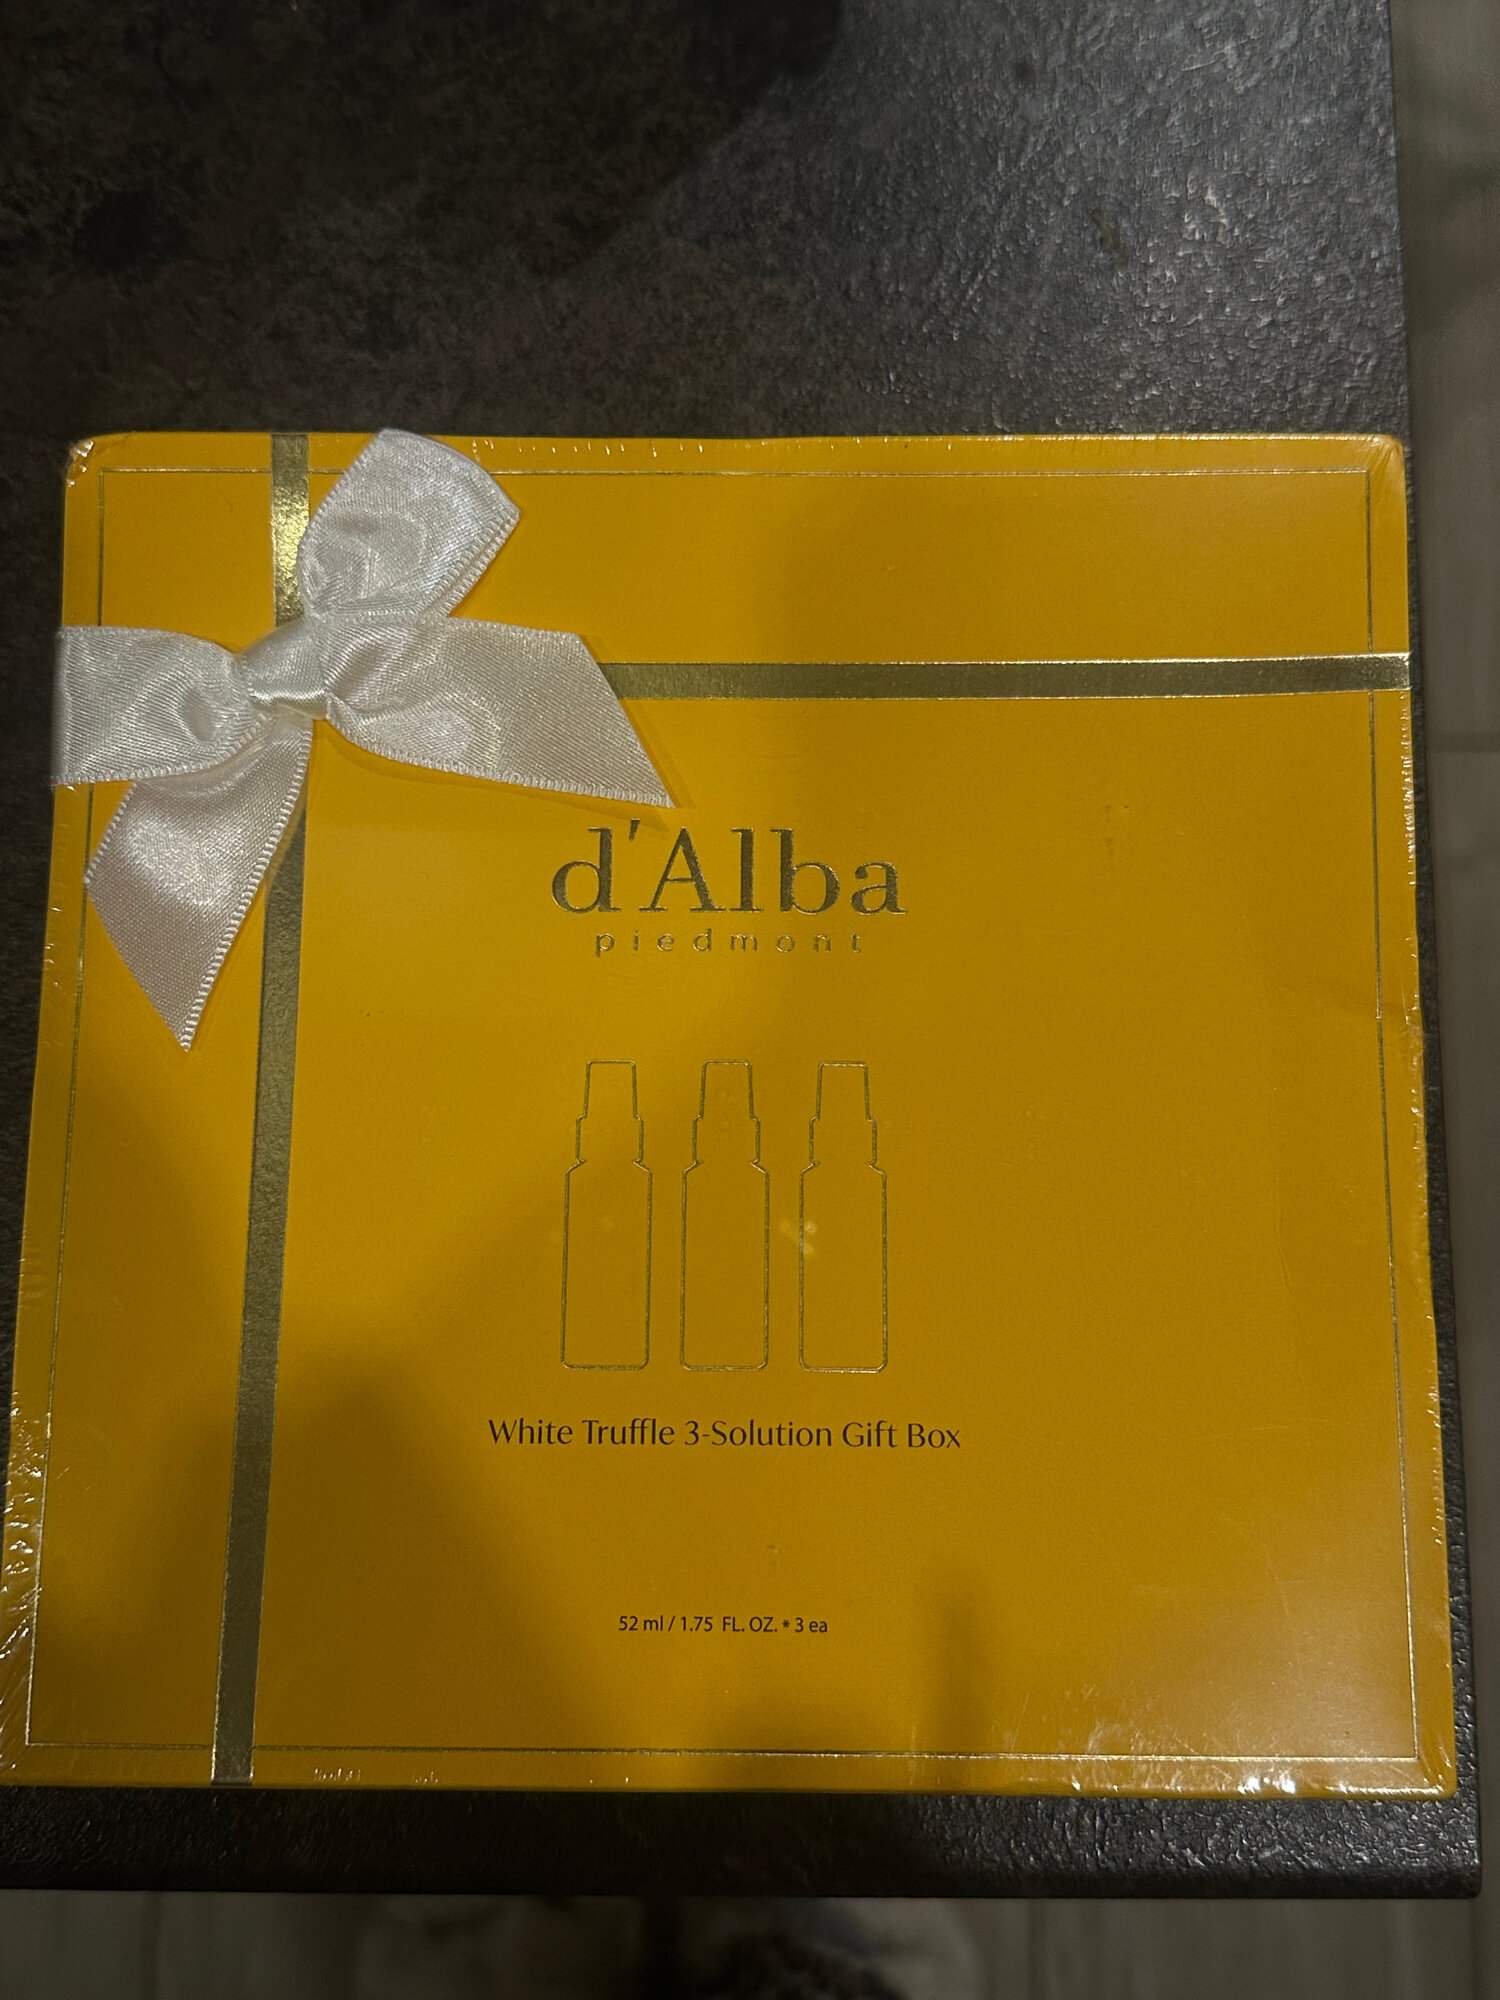 d'Alba
piedmont
White Truffle 3-Solution Gift Box
52 ml / 1.75 FL. OZ. * 3 ea